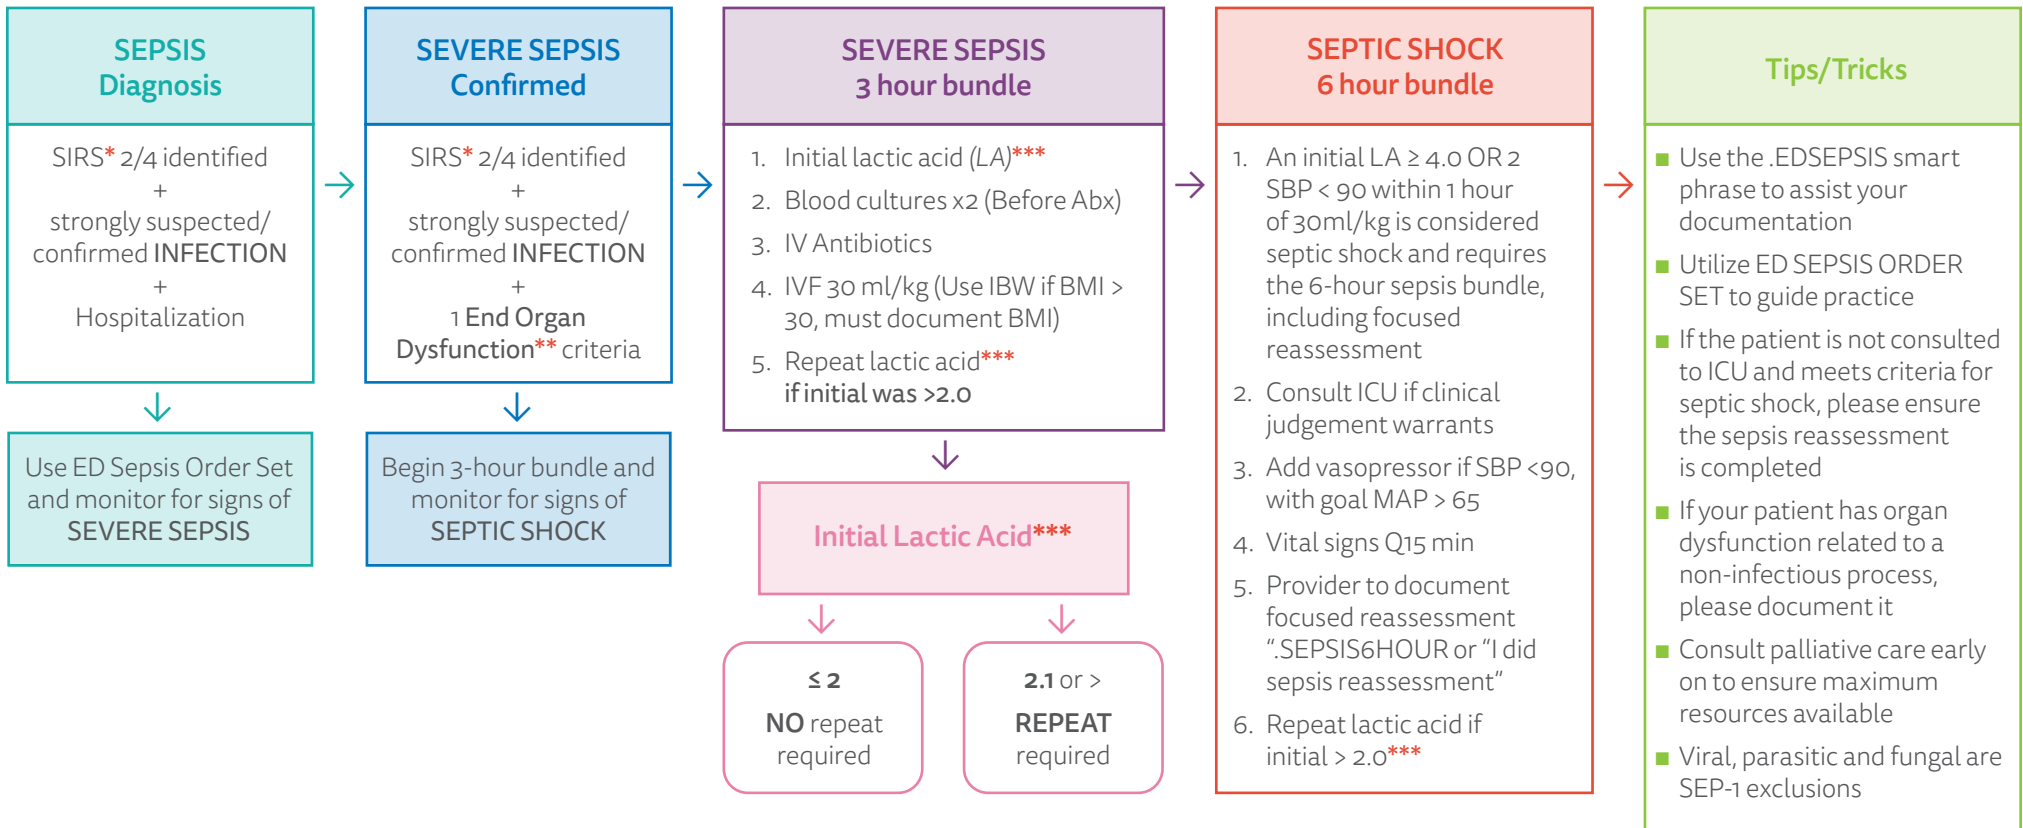 SEPSIS
Diagnosis
SIRS* 2/4 identified
+
strongly suspected/
confirmed INFECTION
+
Hospitalization
Use ED Sepsis Order Set
and monitor for signs of
SEVERE SEPSIS
SEVERE SEPSIS
Confirmed
SIRS* 2/4 identified
+
strongly suspected/
confirmed INFECTION
+
1 End Organ
Dysfunction** criteria
Begin 3-hour bundle and
monitor for signs of
SEPTIC SHOCK
SEVERE SEPSIS
3 hour bundle
1. Initial lactic acid (LA)***
2. Blood cultures x2 (Before Abx)
3. IV Antibiotics
4. IVF 30 ml/kg (Use IBW if BMI >
30, must document BMI)
5. Repeat lactic acid***
if initial was >2.0
Initial Lactic Acid***
≤ 2
NO repeat
required
2.1 or >
REPEAT
required
SEPTIC SHOCK
6 hour bundle
1. An initial LA ≥ 4.0 OR 2
SBP < 90 within 1 hour
of 30ml/kg is considered
septic shock and requires
the 6-hour sepsis bundle,
including focused
reassessment
2. Consult ICU if clinical
judgement warrants
3. Add vasopressor if SBP <90,
with goal MAP > 65
4. Vital signs Q15 min
5. Provider to document
focused reassessment
“.SEPSIS6HOUR or “I did
sepsis reassessment”
6. Repeat lactic acid if
initial > 2.0***
Tips/Tricks
■ Use the .EDSEPSIS smart
phrase to assist your
documentation
■ Utilize ED SEPSIS ORDER
SET to guide practice
■ If the patient is not consulted
to ICU and meets criteria for
septic shock, please ensure
the sepsis reassessment
is completed
■ If your patient has organ
dysfunction related to a
non-infectious process,
please document it
■ Consult palliative care early
on to ensure maximum
resources available
■ Viral, parasitic and fungal are
SEP-1 exclusions